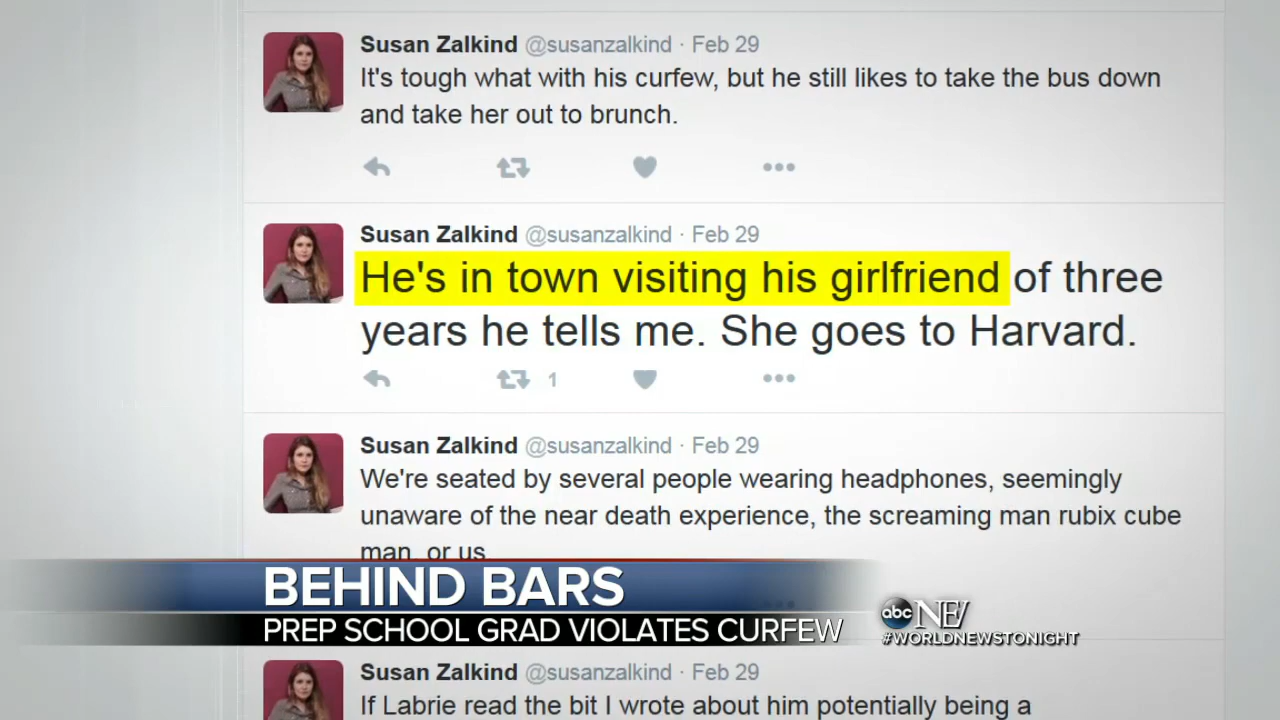 Susan Zalkind @susanzalkind · Feb 29
It's tough what with his curfew, but he still likes to take the bus down
and take her out to brunch.
Susan Zalkind @susanzalkind · Feb 29
He's in town visiting his girlfriend of three
years he tells me. She goes to Harvard.
1
Susan Zalkind @susanzalkind · Feb 29
We're seated by several people wearing headphones, seemingly
unaware of the near death experience, the screaming man rubix cube
man, or us
BEHIND BARS
PREP SCHOOL GRAD VIOLATES CURFEW
abc NE
#WORLDNEWSTONIGHT
Susan Zalkind @susanzalkind · Feb 29
If Labrie read the bit I wrote about him potentially being a